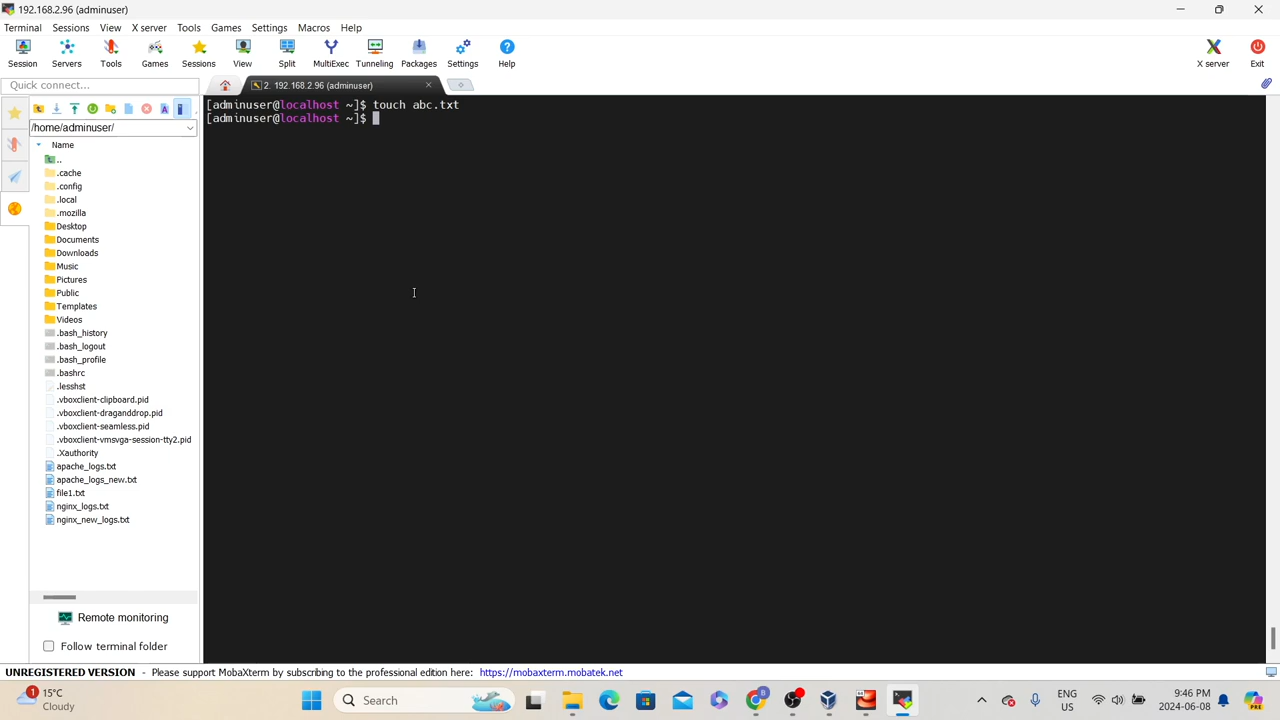 192.168.2.96 (adminuser)
Terminal Sessions View X server Tools Games Settings Macros Help
Session Servers Tools Games Sessions View Split MultiExec Tunneling Packages Settings Help X server Exit
Quick connect...
2. 192.168.2.96 (adminuser)
[adminuser@localhost ~]$ touch abc.txt
[adminuser@localhost ~]$
/home/adminuser/
Name
..
.cache
.config
.local
.mozilla
Desktop
Documents
Downloads
Music
Pictures
Public
Templates
Videos
.bash_history
.bash_logout
.bash_profile
.bashrc
.lesshst
.vboxclient-clipboard.pid
.vboxclient-draganddrop.pid
.vboxclient-seamless.pid
.vboxclient-vmsvga-session-tty2.pid
.Xauthority
apache_logs.txt
apache_logs_new.txt
file1.txt
nginx_logs.txt
nginx_new_logs.txt
Remote monitoring
Follow terminal folder
UNREGISTERED VERSION - Please support MobaXterm by subscribing to the professional edition here: https://mobaxterm.mobatek.net
1
15°C
Cloudy
Search
ENG
US
9:46 PM
2024-06-08
PRE